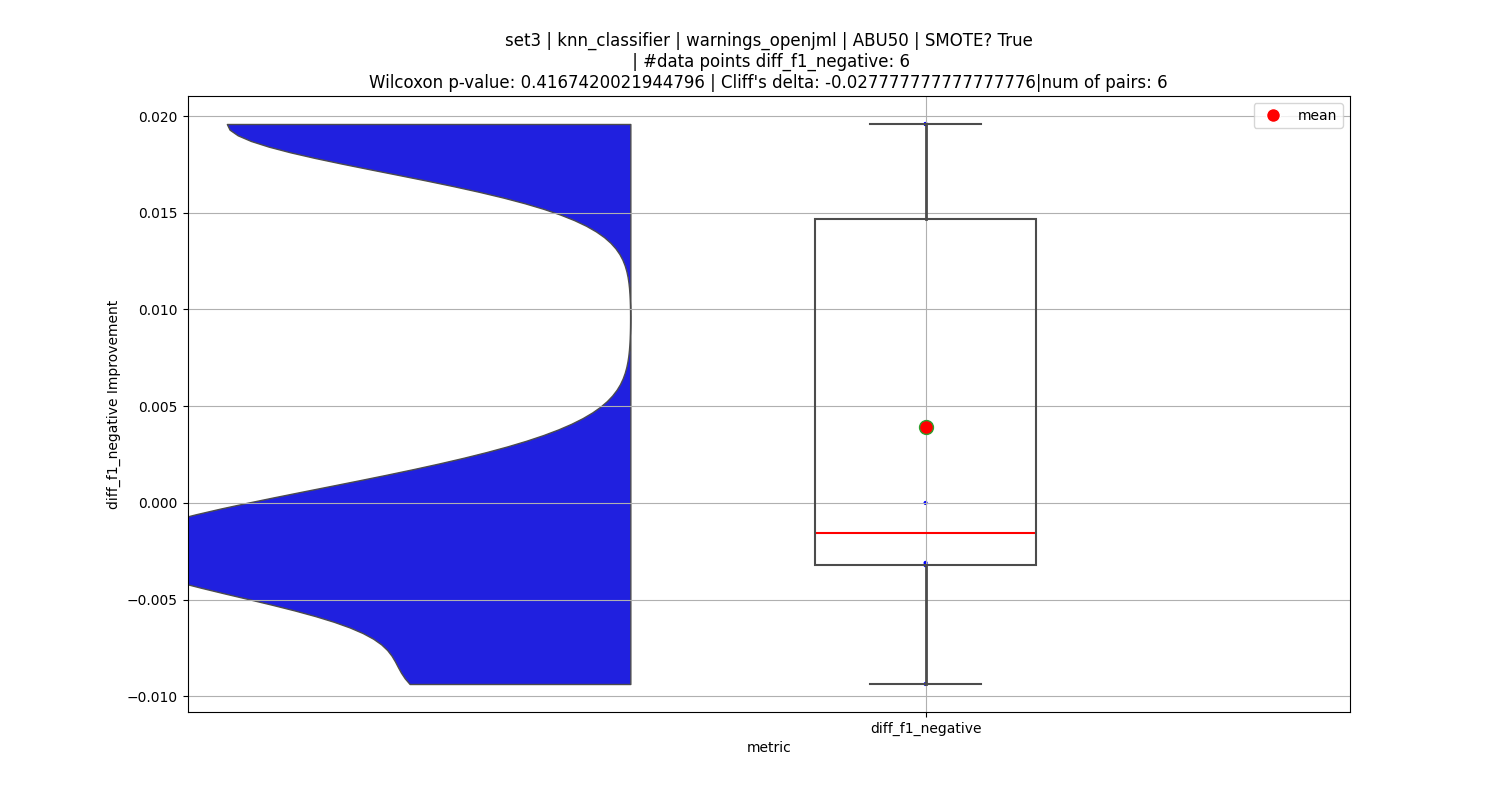 set3 | knn_classifier | warnings_openjml | ABU50 | SMOTE? True
| #data points diff_f1_negative: 6
Wilcoxon p-value: 0.4167420021944796 | Cliff's delta: -0.027777777777777776|num of pairs: 6
mean
0.020
0.015
0.010
0.005
0.000
−0.005
−0.010
diff_f1_negative Improvement
diff_f1_negative
metric